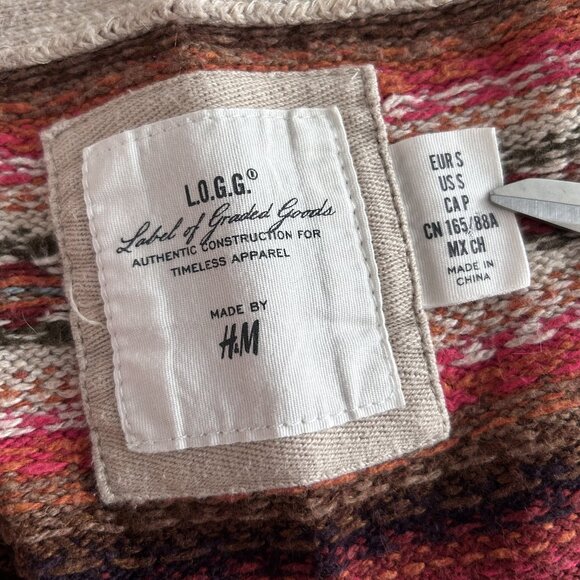 L.O.G.G.®
Label of Graded Goods
AUTHENTIC CONSTRUCTION FOR
TIMELESS APPAREL
MADE BY
H&M
EUR S
US S
CA P
CN 165/88A
MX CH
MADE IN
CHINA